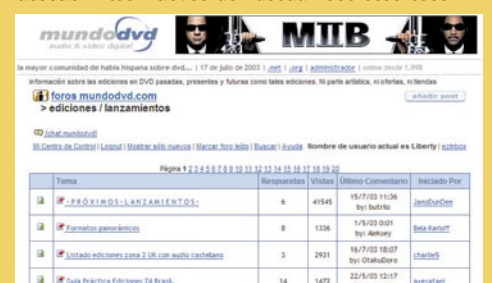 mundodvd
audio & video digital
MIIB
la mayor comunidad de habla hispana sobre dvd... | 17 de julio de 2003 | .net | .org | administrador | online desde 1.998
información sobre las ediciones en DVD pasadas, presentes y futuras como tales ediciones. Ni parte artística, ni ofertas, ni tiendas
foros mundodvd.com
> ediciones / lanzamientos
añadir post
¡chat mundodvd!
Mi Centro de Control | Logout | Mostrar sólo nuevos | Marcar foro leído | Buscar | Ayuda Nombre de usuario actual es Liberty | ezinbox
Página 1 2 3 4 5 6 7 8 9 10 11 12 13 14 15 16 17 18 19 20
Tema Respuestas Vistas Último Comentario Iniciado Por
-PRÓXIMOS-LANZAMIENTOS- 6 41545 15/7/03 11:36 by: butrilo JanoDurDee
Formatos panorámicos 8 1336 1/5/03 0:01 by: Aleksey Bela Karloff
Listado ediciones zona 2 UK con audio castellano 3 2931 16/7/03 18:07 by: OtakuDoro charlie5
Guía Práctica Ediciones Z4 Brasil. 14 1472 22/5/03 12:17